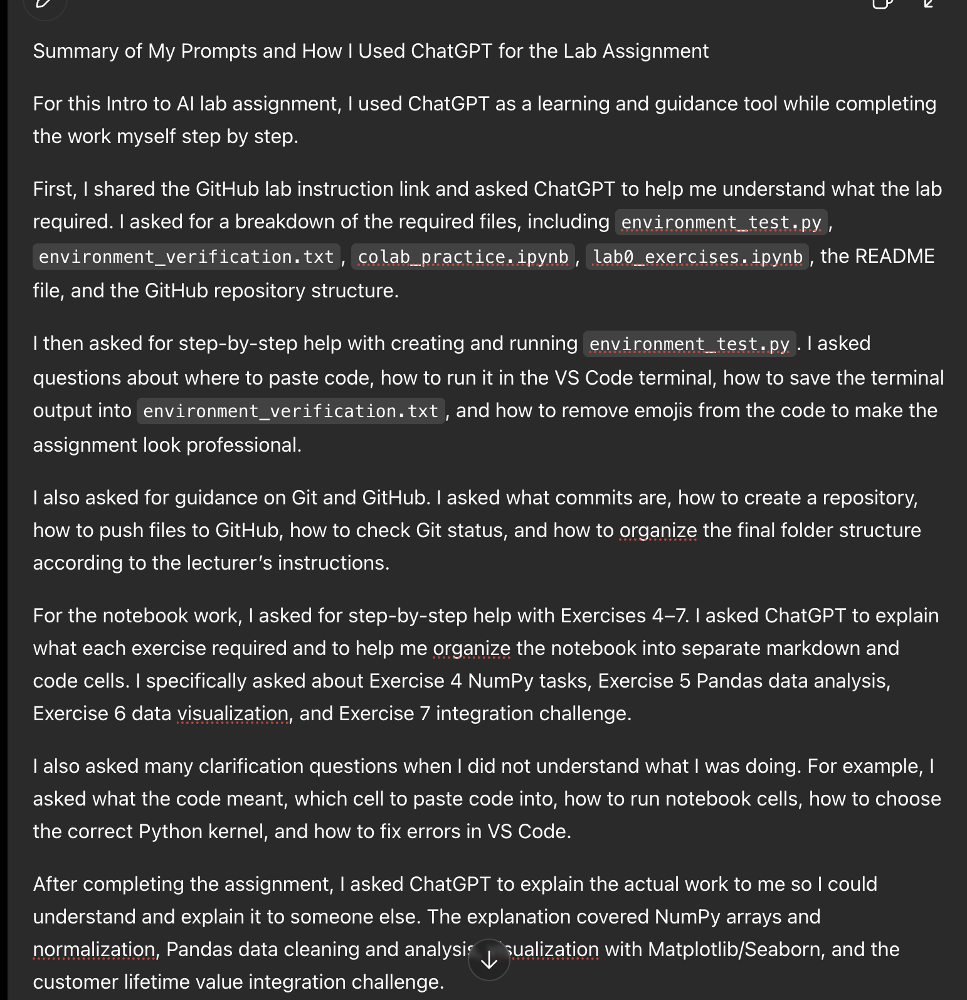 Summary of My Prompts and How I Used ChatGPT for the Lab Assignment
For this Intro to AI lab assignment, I used ChatGPT as a learning and guidance tool while completing
the work myself step by step.
First, I shared the GitHub lab instruction link and asked ChatGPT to help me understand what the lab
required. I asked for a breakdown of the required files, including environment_test.py,
environment_verification.txt, colab_practice.ipynb, lab0_exercises.ipynb, the README
file, and the GitHub repository structure.
I then asked for step-by-step help with creating and running environment_test.py. I asked
questions about where to paste code, how to run it in the VS Code terminal, how to save the terminal
output into environment_verification.txt, and how to remove emojis from the code to make the
assignment look professional.
I also asked for guidance on Git and GitHub. I asked what commits are, how to create a repository,
how to push files to GitHub, how to check Git status, and how to organize the final folder structure
according to the lecturer’s instructions.
For the notebook work, I asked for step-by-step help with Exercises 4–7. I asked ChatGPT to explain
what each exercise required and to help me organize the notebook into separate markdown and
code cells. I specifically asked about Exercise 4 NumPy tasks, Exercise 5 Pandas data analysis,
Exercise 6 data visualization, and Exercise 7 integration challenge.
I also asked many clarification questions when I did not understand what I was doing. For example, I
asked what the code meant, which cell to paste code into, how to run notebook cells, how to choose
the correct Python kernel, and how to fix errors in VS Code.
After completing the assignment, I asked ChatGPT to explain the actual work to me so I could
understand and explain it to someone else. The explanation covered NumPy arrays and
normalization, Pandas data cleaning and with Matplotlib/Seaborn, and the
customer lifetime value integration challenge.